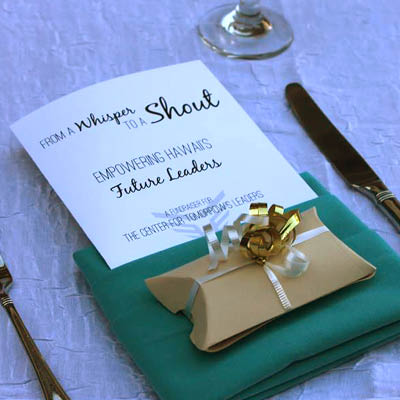 FROM A Whisper
TO A Shout
EMPOWERING HAWAII'S
Future Leaders
A FUNDRAISER FOR
THE CENTER FOR TOMORROW'S LEADERS